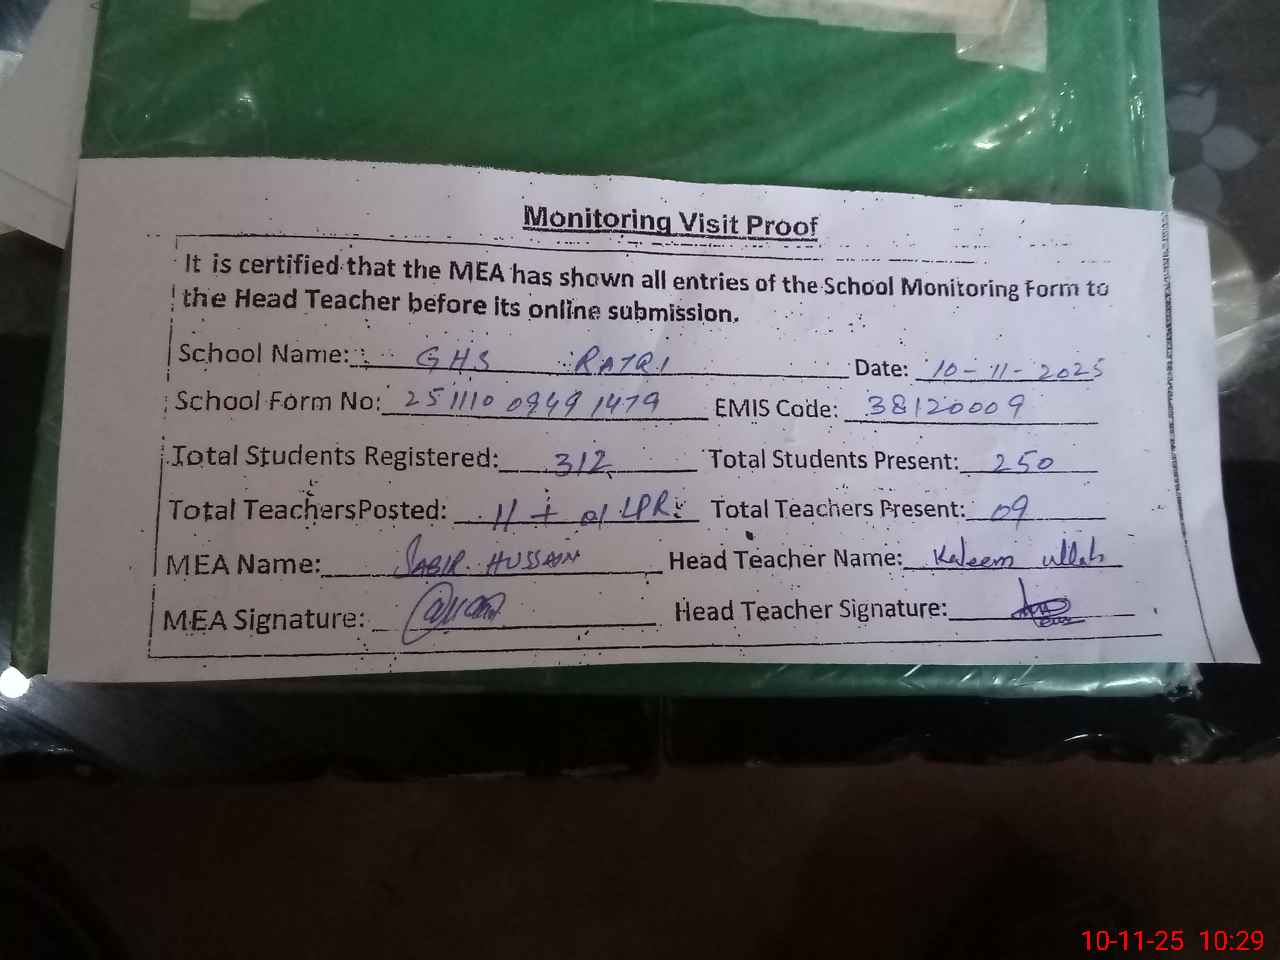 Monitoring Visit Proof
It is certified that the MEA has shown all entries of the School Monitoring Form to
the Head Teacher before its online submission.
School Name: GHS RATRI Date: 10-11-2025
School Form No: 251110 0949 1479 EMIS Code: 38120009
Total Students Registered: 312 Total Students Present: 250
Total Teachers Posted: 11 + 01 LPR Total Teachers Present: 09
MEA Name: SABIR HUSSAIN Head Teacher Name: Kaleem ullah
MEA Signature: Head Teacher Signature:
10-11-25 10:29